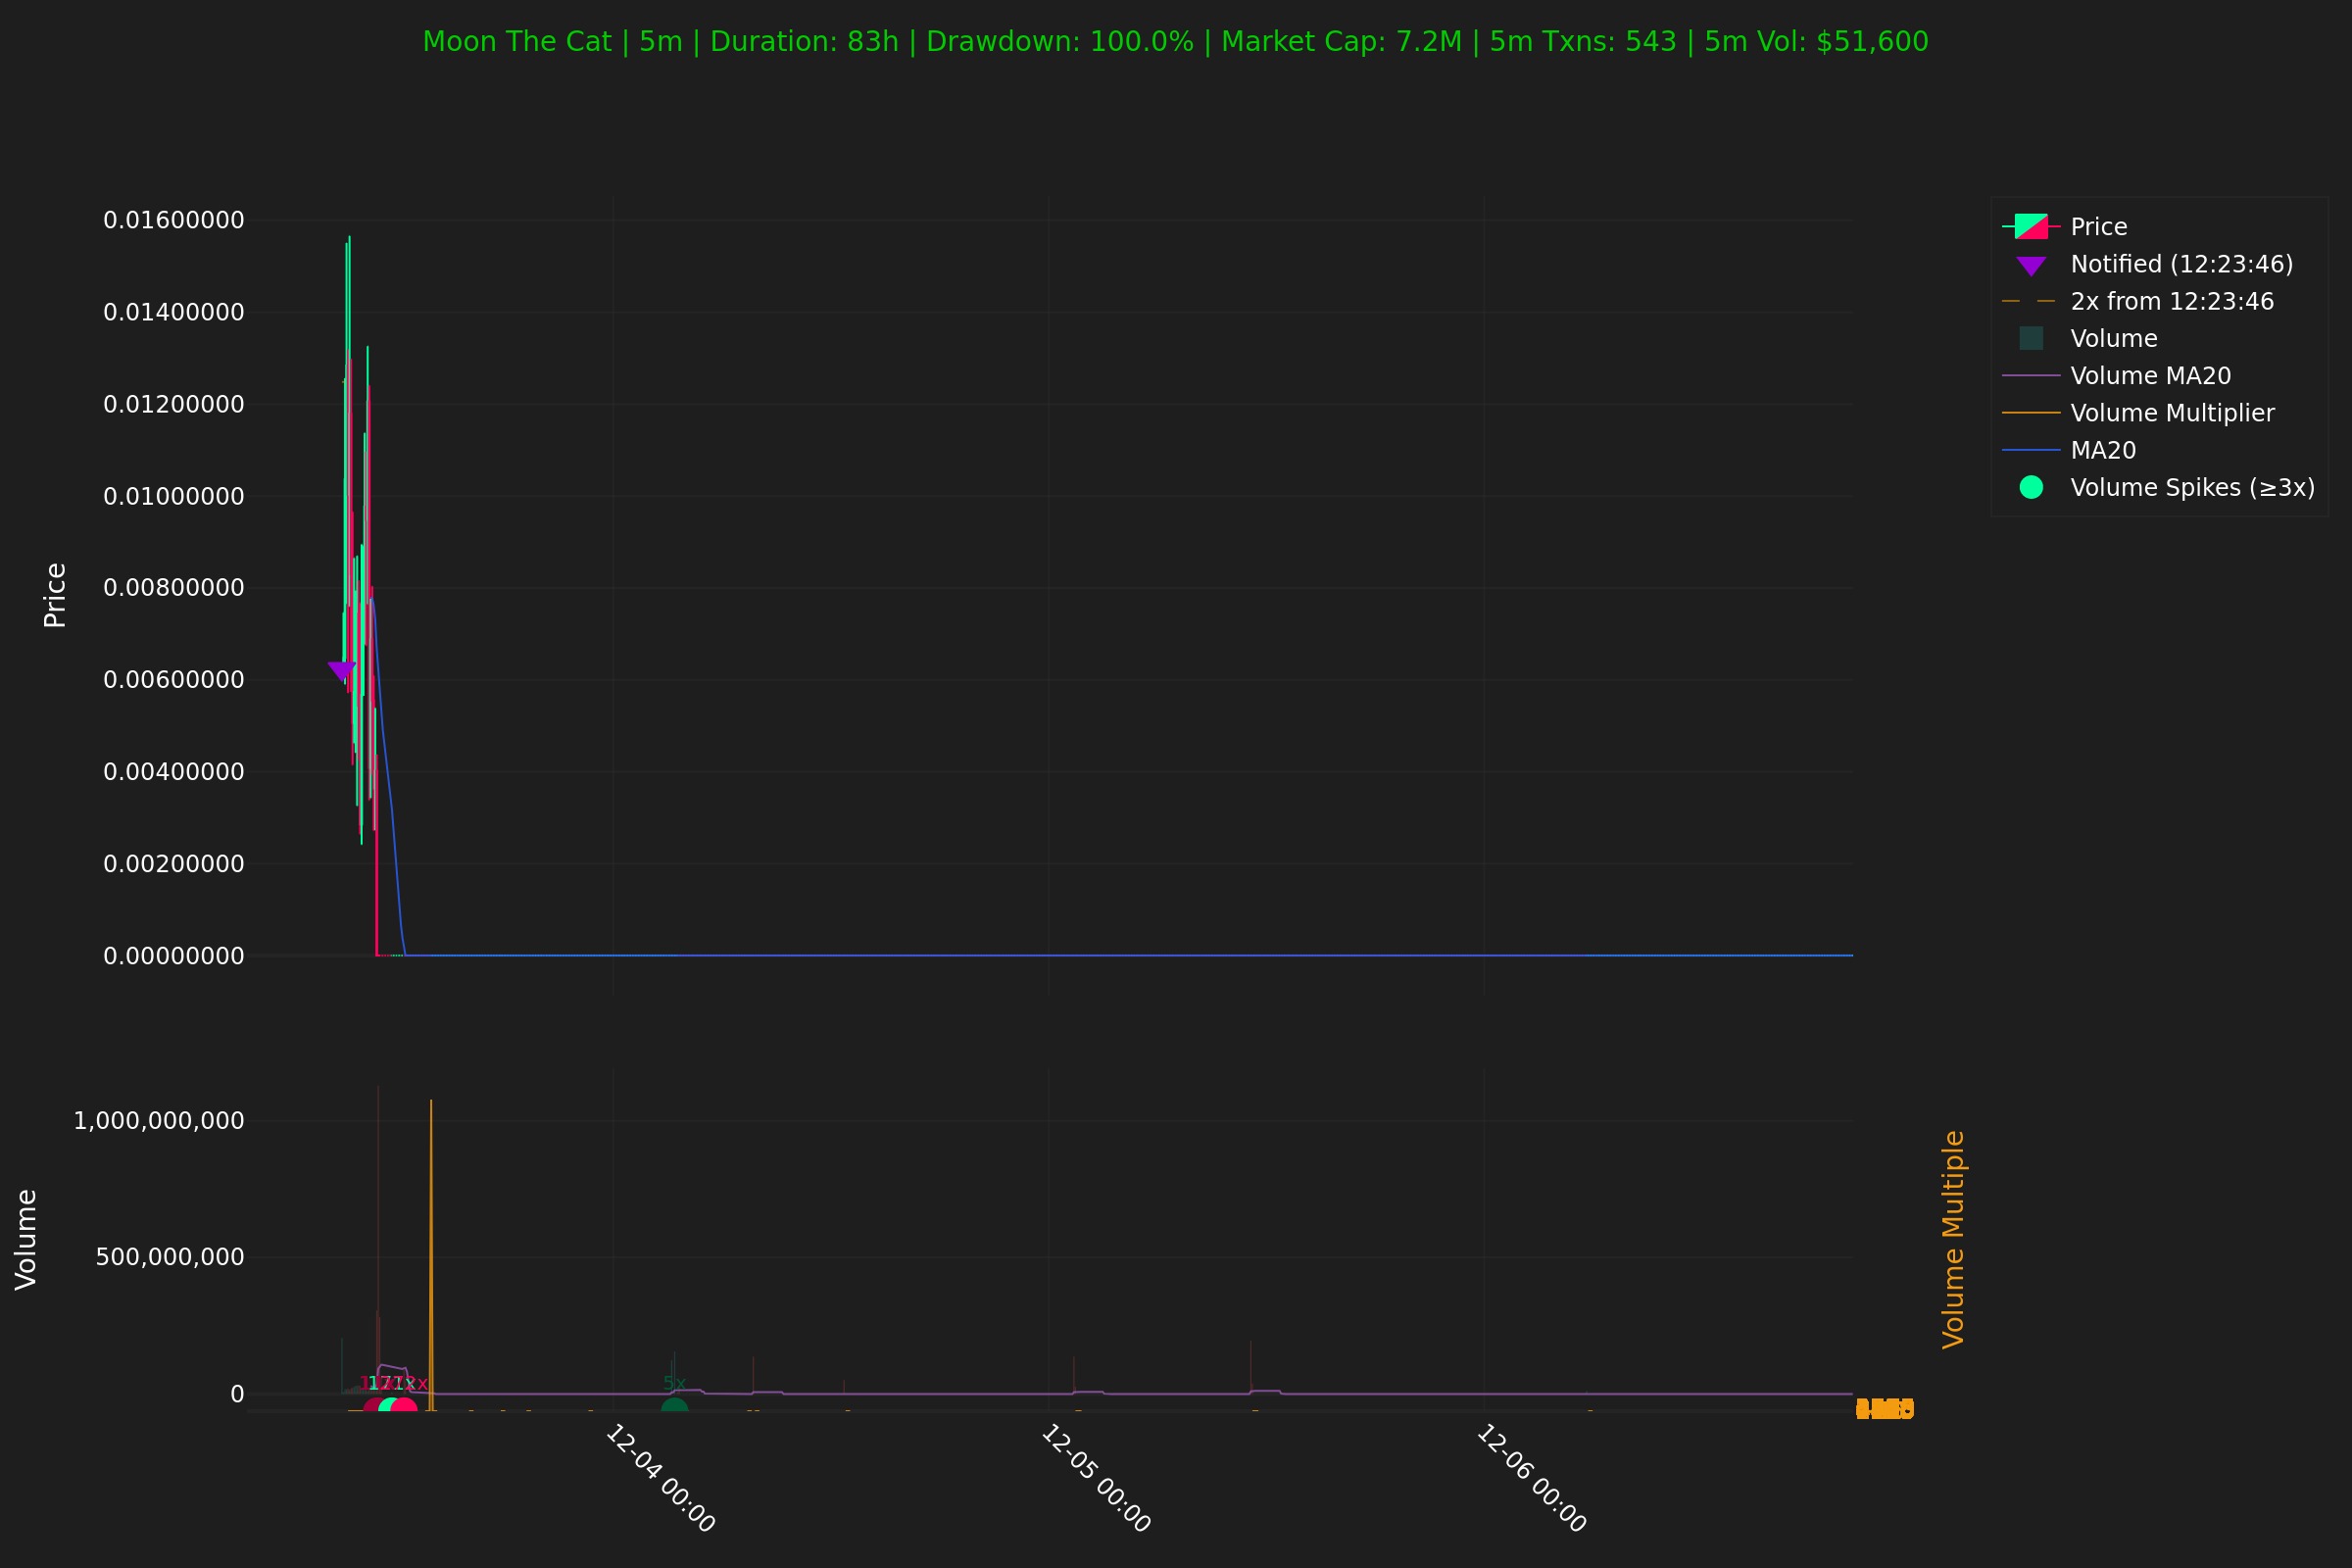 Moon The Cat | 5m | Duration: 83h | Drawdown: 100.0% | Market Cap: 7.2M | 5m Txns: 543 | 5m Vol: $51,600
Price
0.01600000
0.01400000
0.01200000
0.01000000
0.00800000
0.00600000
0.00400000
0.00200000
0.00000000
Price
Notified (12:23:46)
2x from 12:23:46
Volume
Volume MA20
Volume Multiplier
MA20
Volume Spikes (≥3x)
Volume
1,000,000,000
500,000,000
0
5x
Volume Multiple
12-04 00:00
12-05 00:00
12-06 00:00